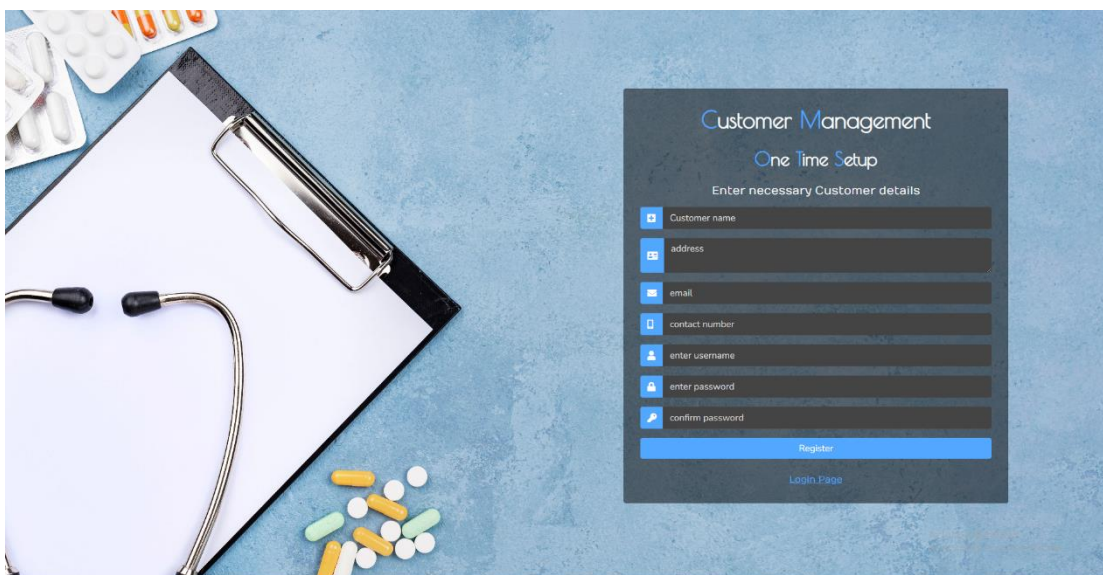 Customer Management
One Time Setup
Enter necessary Customer details
Customer name
address
email
contact number
enter username
enter password
confirm password
Register
Login Page